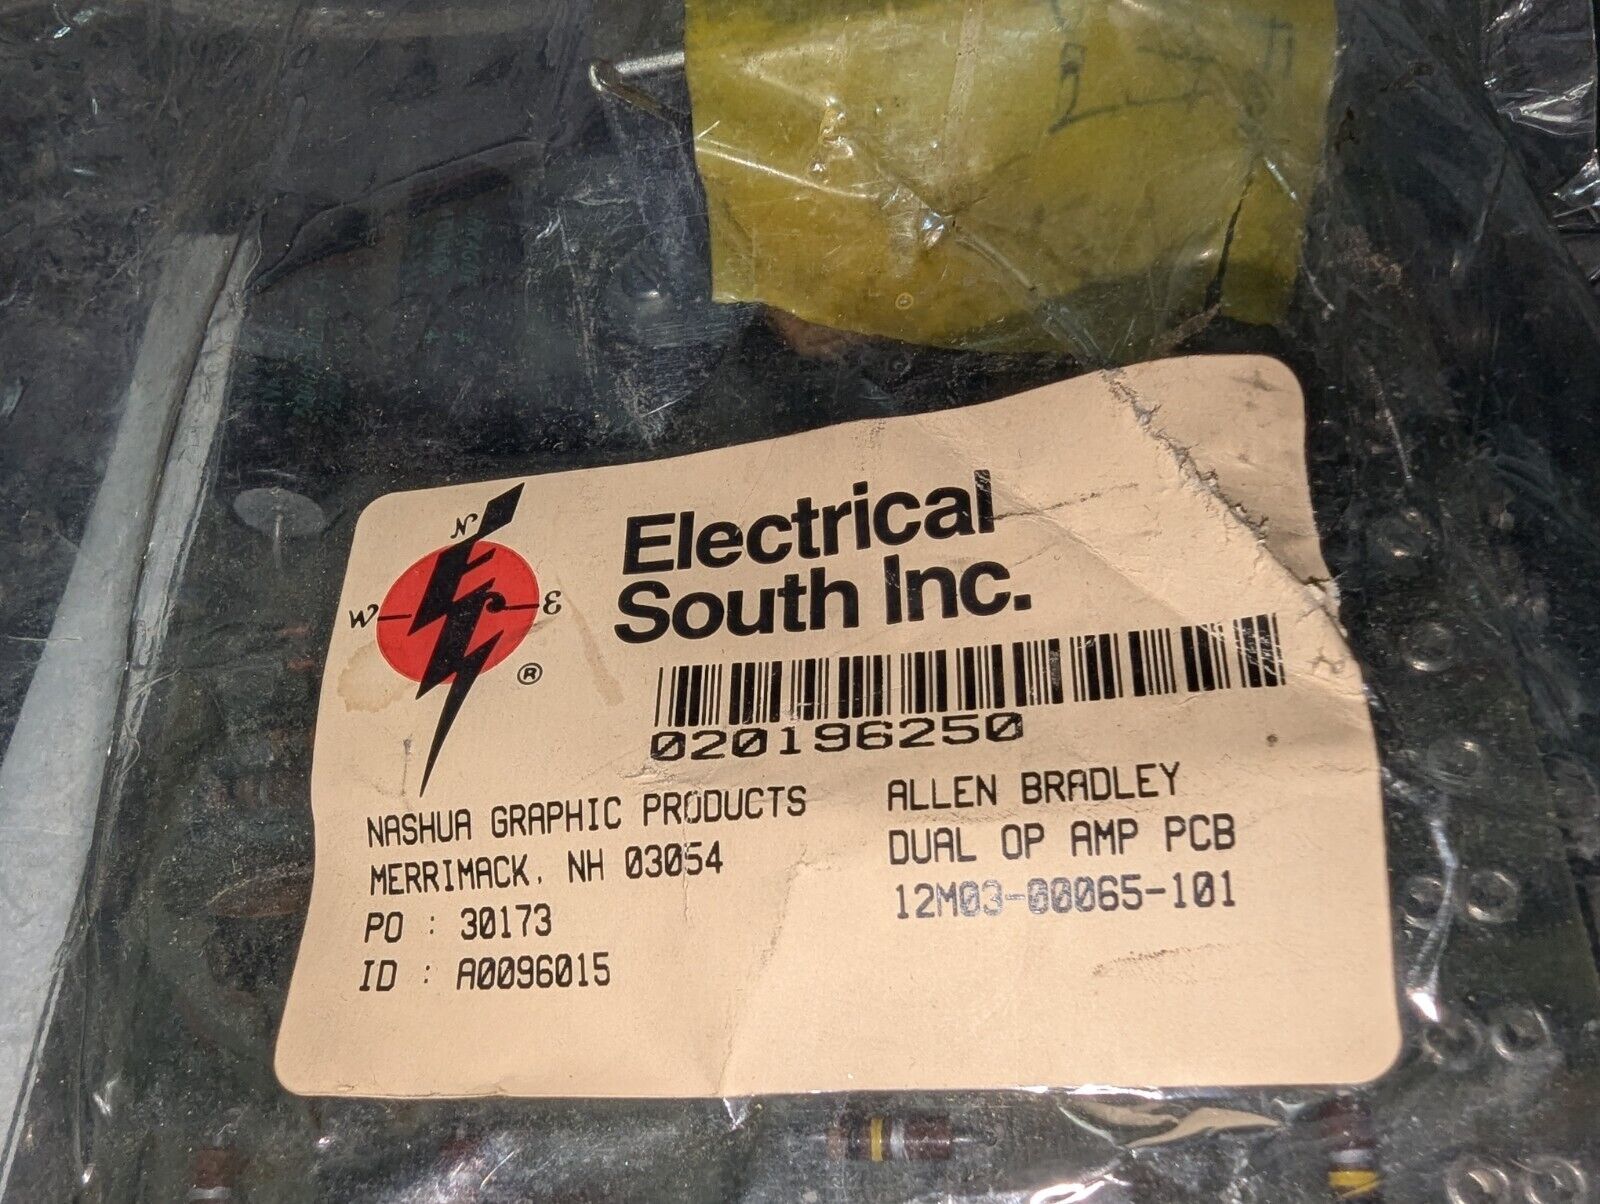 N
W E
®
Electrical
South Inc.
020196250
NASHUA GRAPHIC PRODUCTS
MERRIMACK, NH 03054
PO : 30173
ID : A0096015
ALLEN BRADLEY
DUAL OP AMP PCB
12M03-00065-101